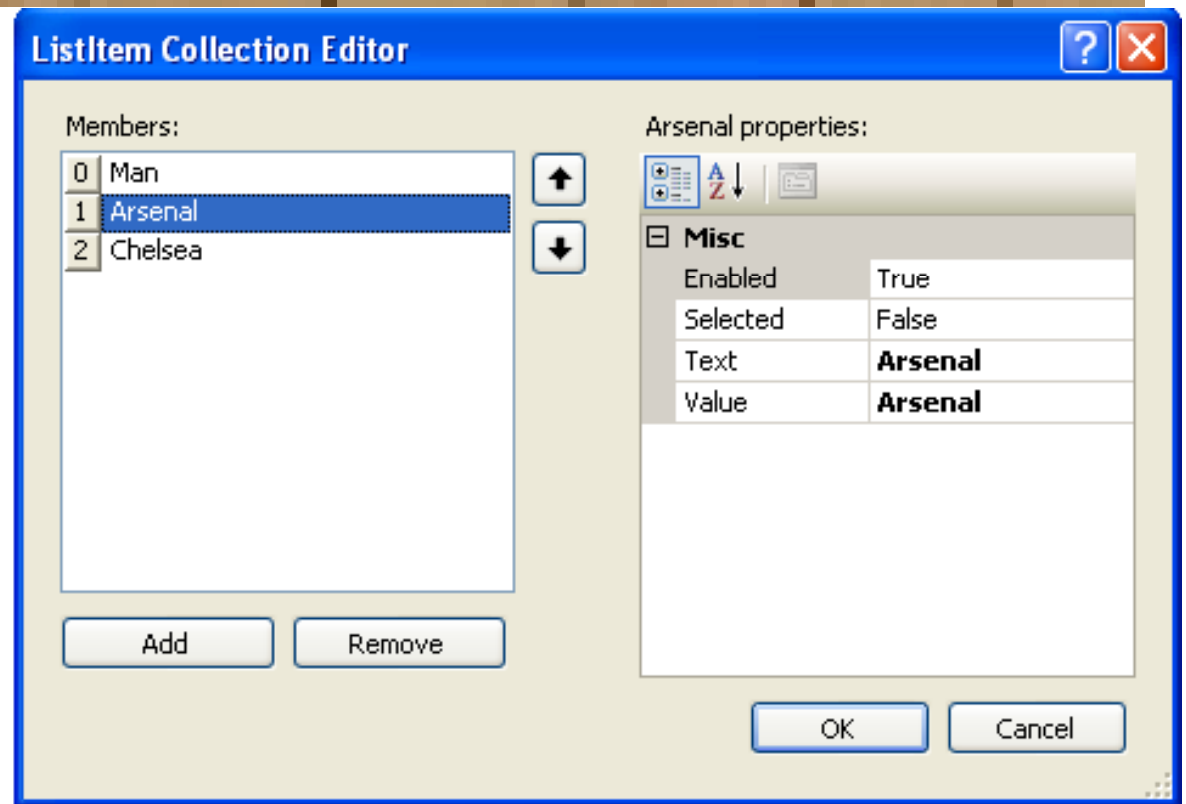 ListItem Collection Editor
?
Members:
0 Man
1 Arsenal
2 Chelsea
Add Remove
Arsenal properties:
A
Z
Misc
Enabled True
Selected False
Text Arsenal
Value Arsenal
OK Cancel